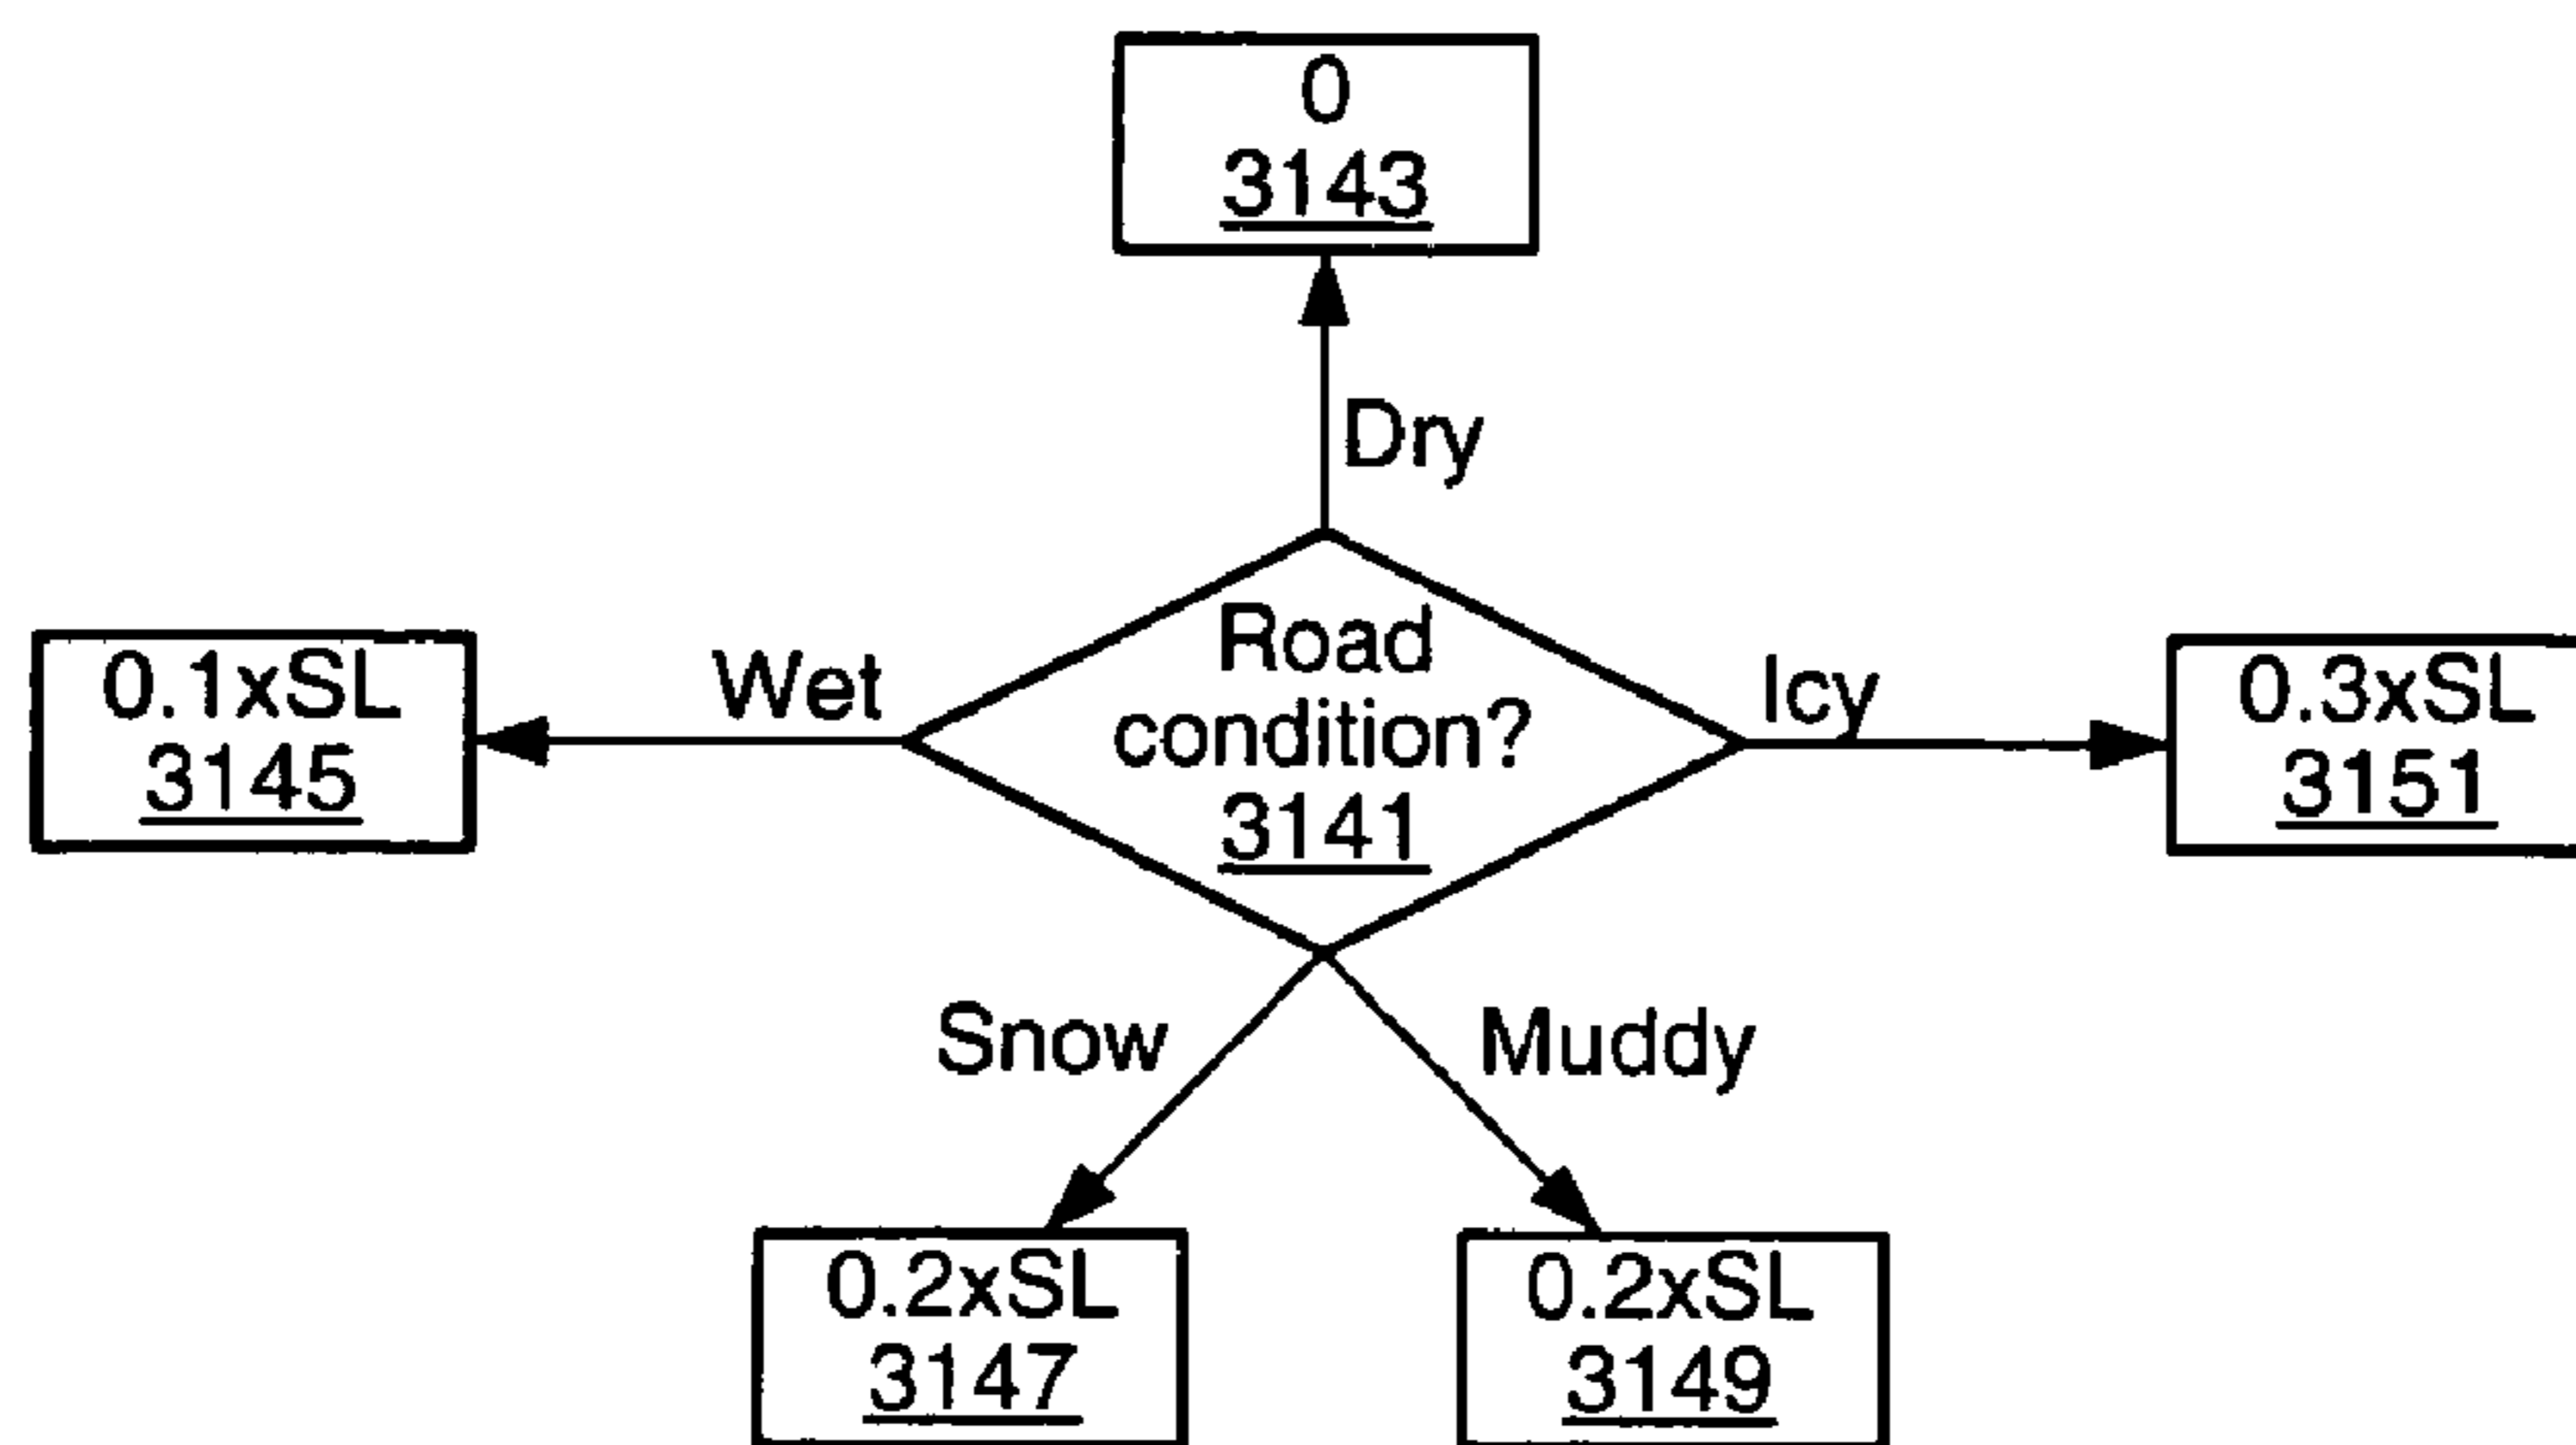 0
3143
Dry
Road
condition?
3141
Wet
0.1xSL
3145
Icy
0.3xSL
3151
Snow
Muddy
0.2xSL
3147
0.2xSL
3149